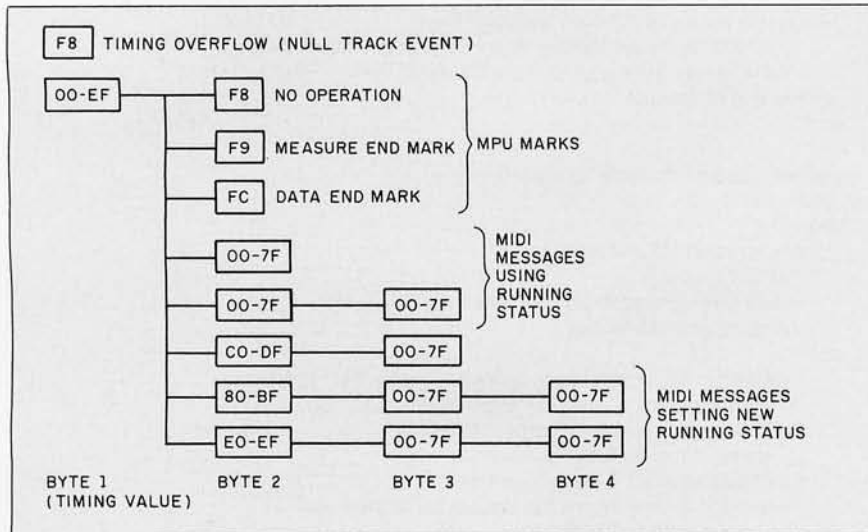 F8 TIMING OVERFLOW (NULL TRACK EVENT)
00-EF F8 NO OPERATION
F9 MEASURE END MARK
FC DATA END MARK
MPU MARKS
00-7F
00-7F 00-7F
MIDI
MESSAGES
USING
RUNNING
STATUS
C0-DF 00-7F
80-BF 00-7F 00-7F
E0-EF 00-7F 00-7F
MIDI MESSAGES
SETTING NEW
RUNNING STATUS
BYTE 1
(TIMING VALUE)
BYTE 2 BYTE 3 BYTE 4